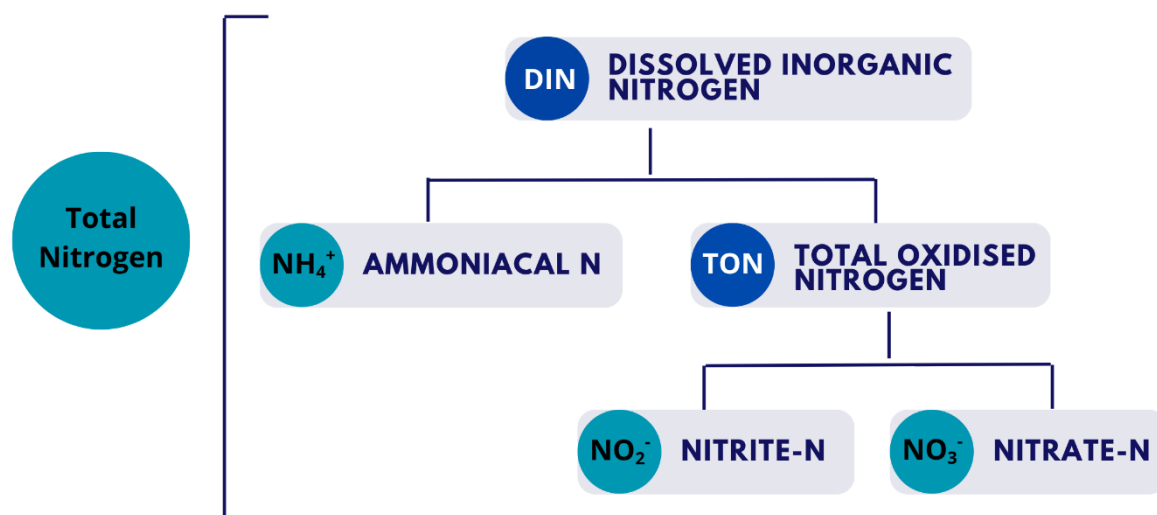 Total
Nitrogen
DIN
DISSOLVED INORGANIC
NITROGEN
NH₄⁺
AMMONIACAL N
TON
TOTAL OXIDISED
NITROGEN
NO₂⁻
NITRITE-N
NO₃⁻
NITRATE-N